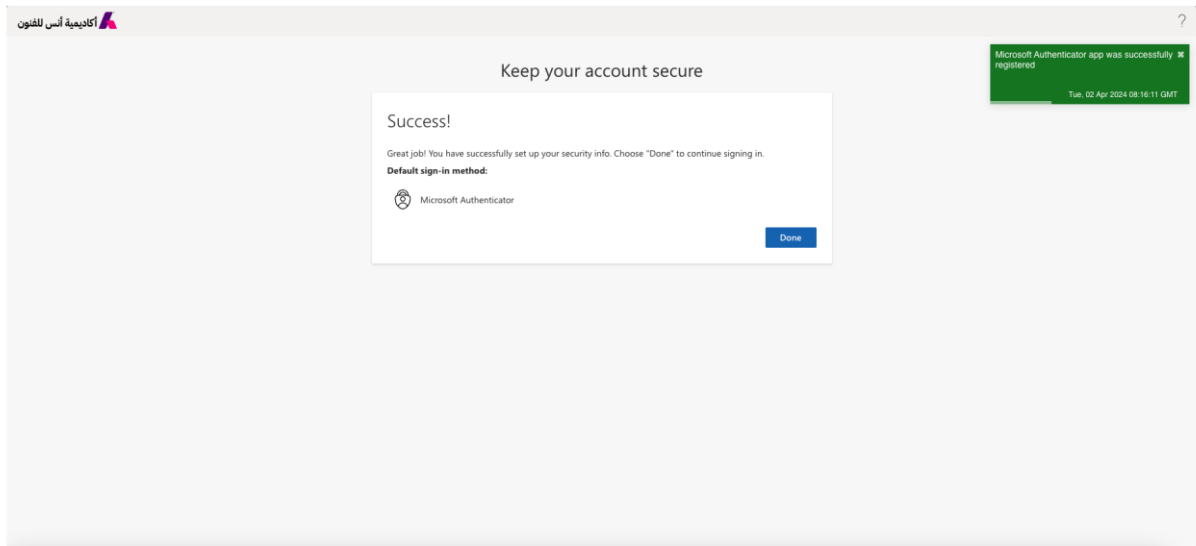 أكاديمية أنس للفنون
?
Microsoft Authenticator app was successfully
registered
Tue, 02 Apr 2024 08:16:11 GMT
Keep your account secure
Success!
Great job! You have successfully set up your security info. Choose "Done" to continue signing in.
Default sign-in method:
Microsoft Authenticator
Done